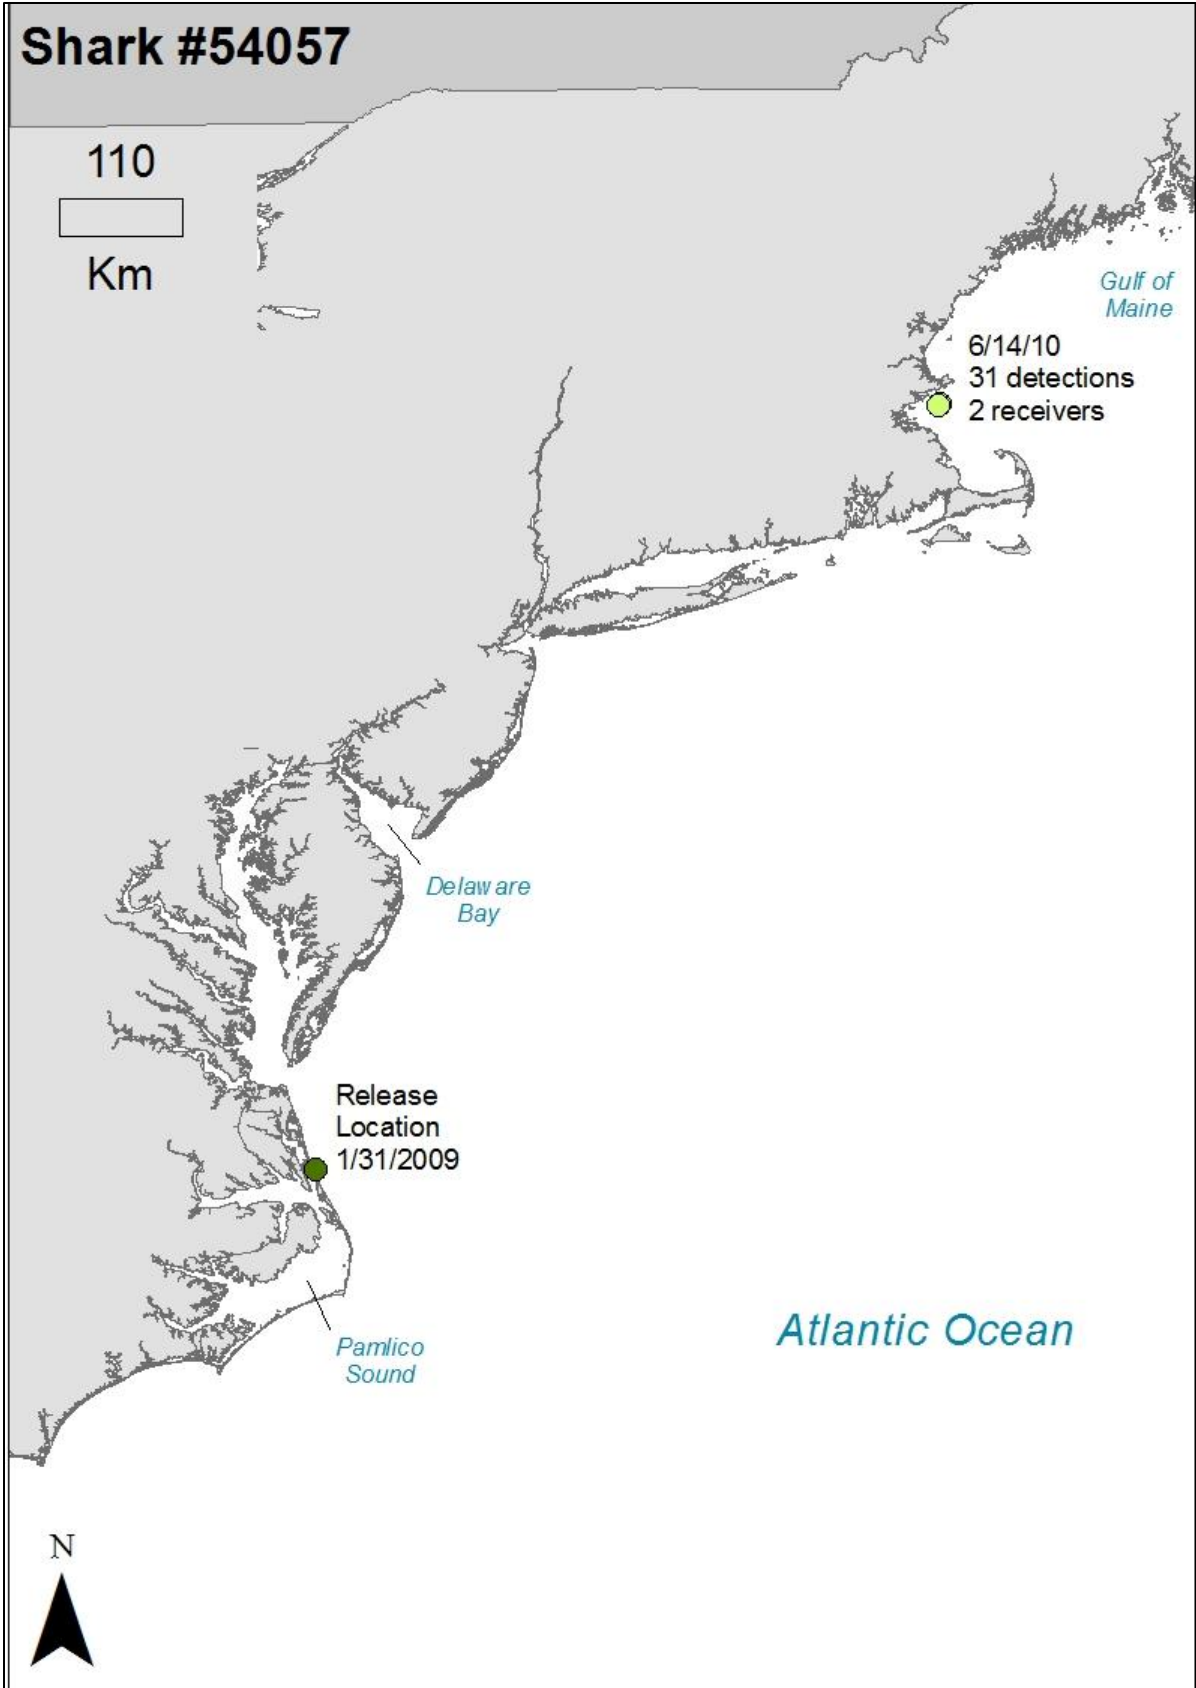 Shark #54057
110
Km
Gulf of
Maine
6/14/10
31 detections
2 receivers
Delaware
Bay
Release
Location
1/31/2009
Atlantic Ocean
Pamlico
Sound
N